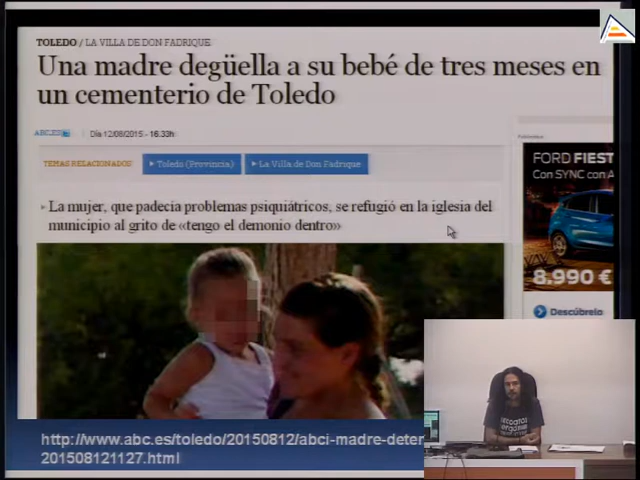 TOLEDO / LA VILLA DE DON FADRIQUE
Una madre degüella a su bebé de tres meses en
un cementerio de Toledo
ABC.ES
Día 12/08/2015 - 16.33h
TEMAS RELACIONADOS
Toledo (Provincia)
La Villa de Don Fadrique
La mujer, que padecía problemas psiquiátricos, se refugió en la iglesia del
municipio al grito de «tengo el demonio dentro»
Publicidad
FORD FIEST
Con SYNC con A
8.990 €
Descúbrelo
http://www.abc.es/toledo/20150812/abci-madre-deter
201508121127.html